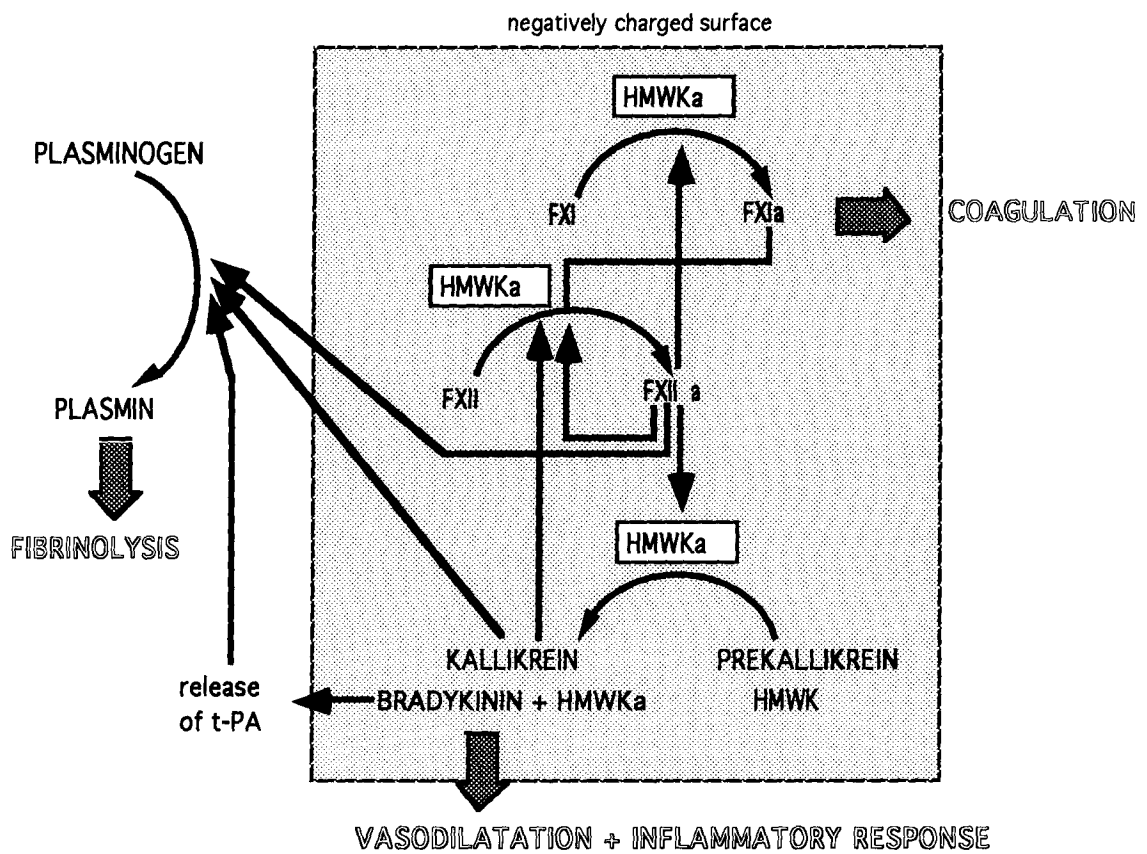 negatively charged surface
HMWKa
PLASMINOGEN
FXI
FXIa
COAGULATION
HMWKa
FXII
FXII a
PLASMIN
HMWKa
FIBRINOLYSIS
KALLIKREIN
PREKALLIKREIN
release
of t-PA
BRADYKININ + HMWKa
HMWK
VASODILATATION + INFLAMMATORY RESPONSE